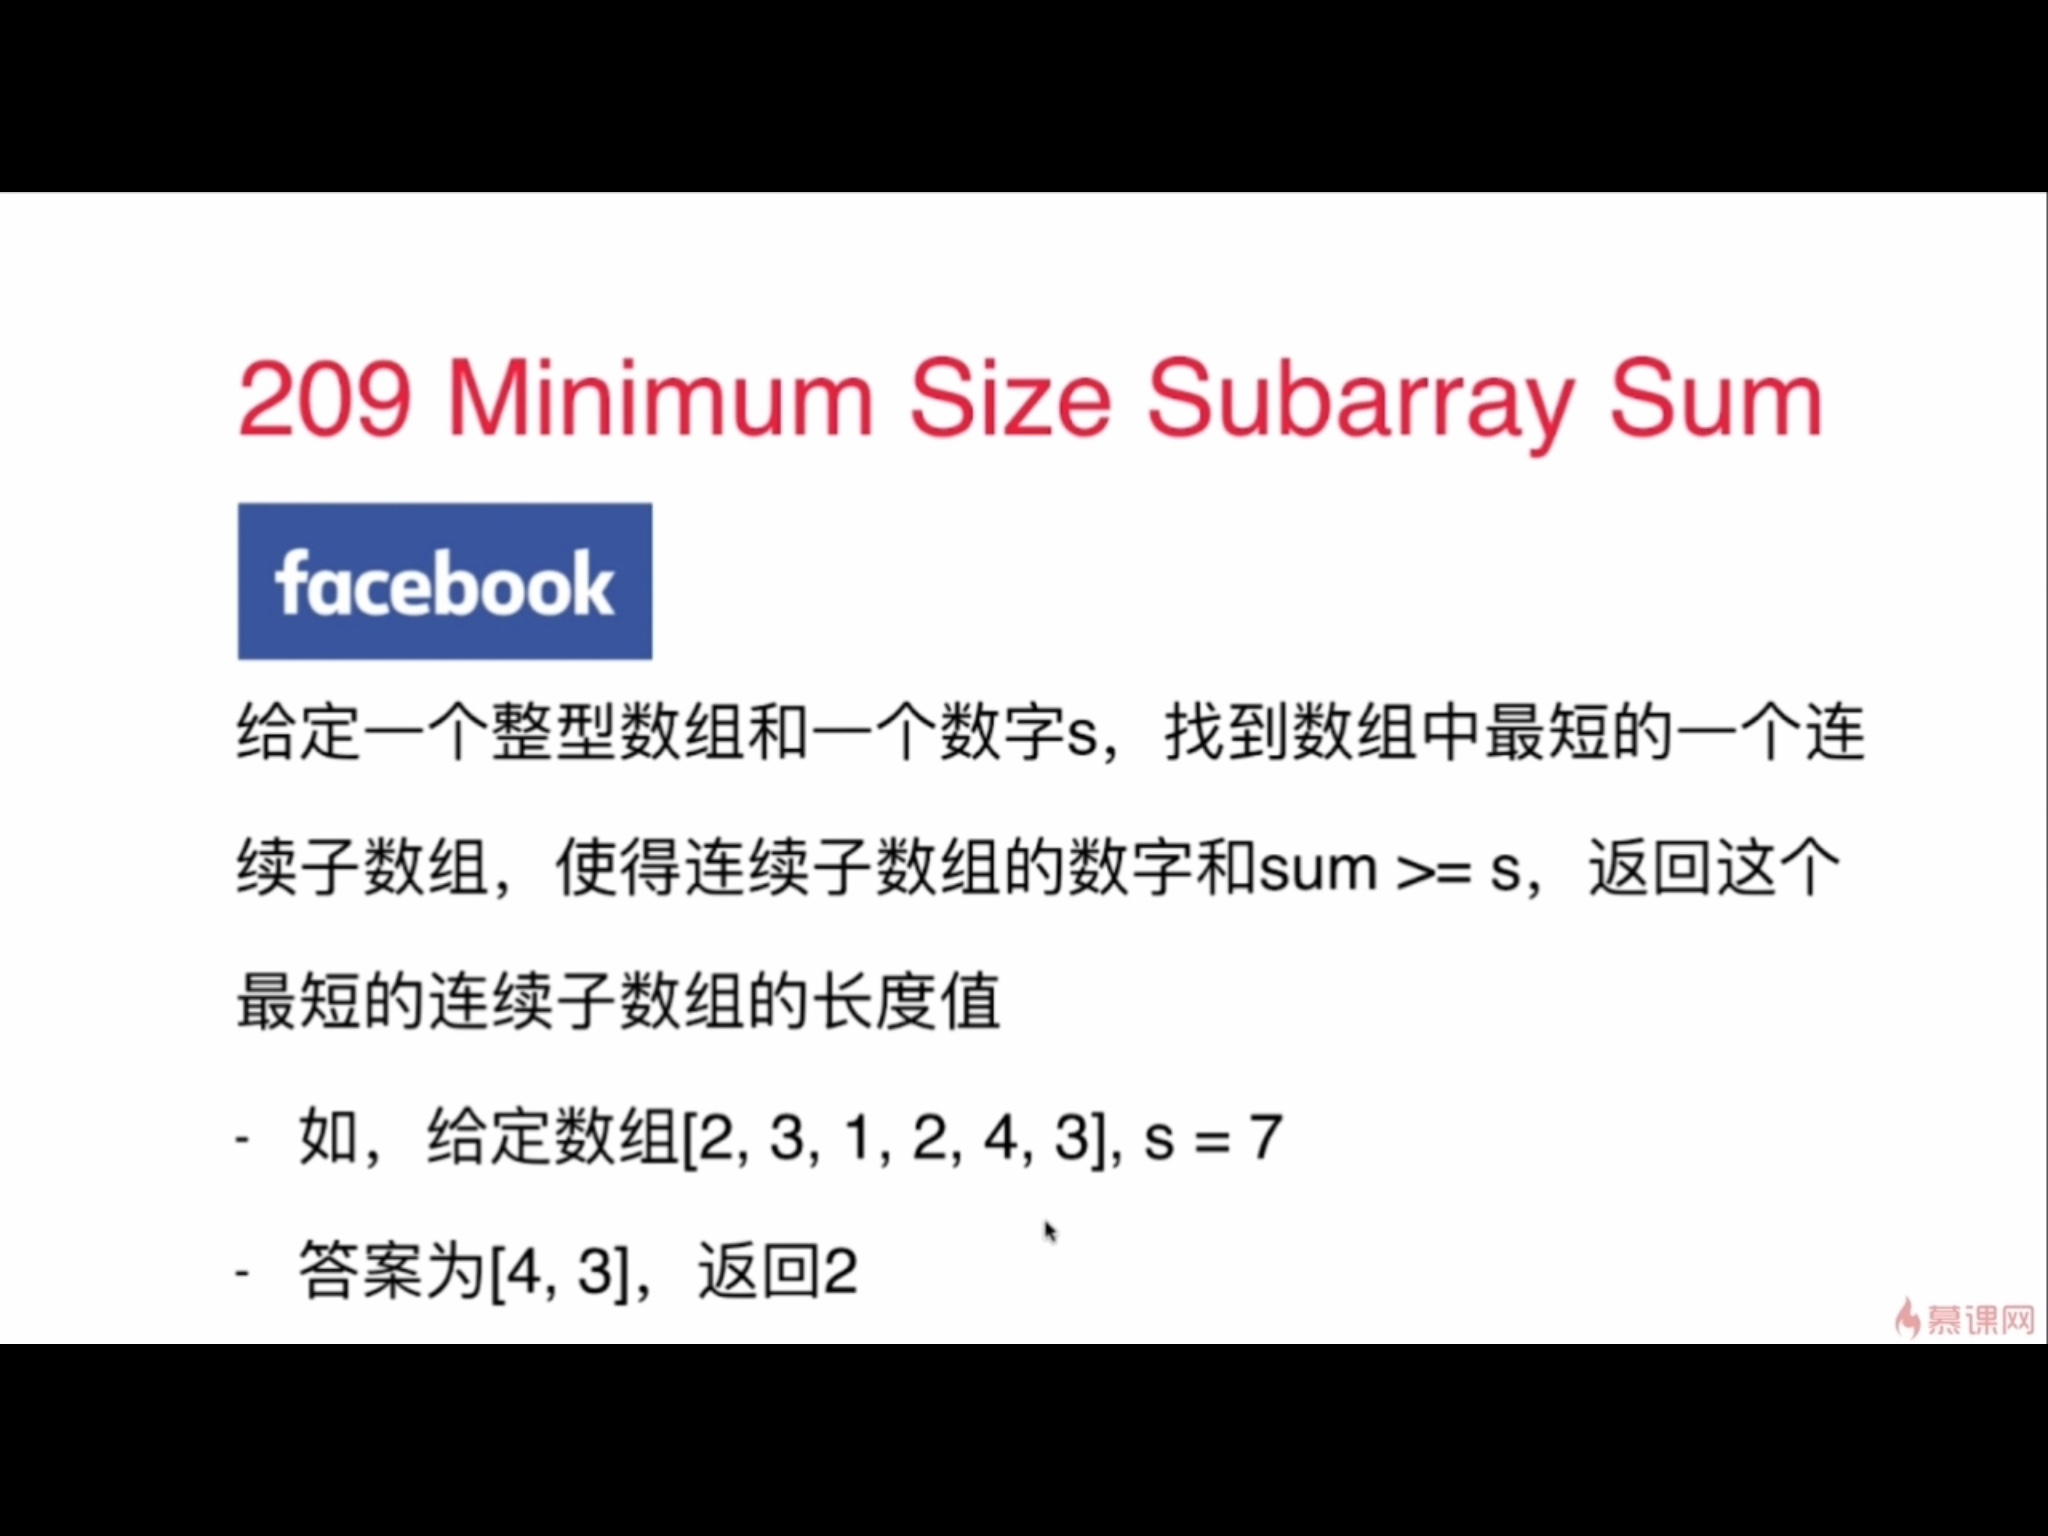 209 Minimum Size Subarray Sum
facebook
给定一个整型数组和一个数字s，找到数组中最短的一个连
续子数组，使得连续子数组的数字和sum >= s，返回这个
最短的连续子数组的长度值
- 如，给定数组[2, 3, 1, 2, 4, 3], s = 7
- 答案为[4, 3]，返回2
慕课网